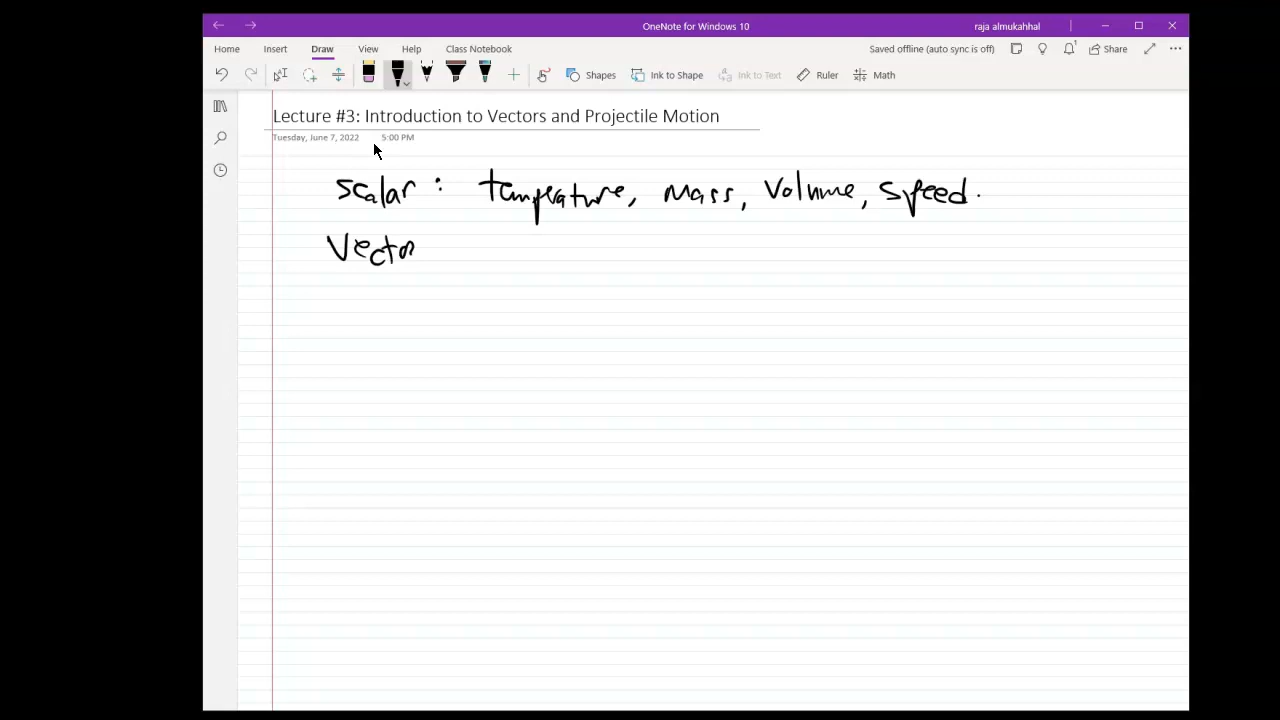 OneNote for Windows 10
raja almukahhal
Home Insert Draw View Help Class Notebook
Saved offline (auto sync is off)
Share
Shapes Ink to Shape Ink to Text Ruler Math
Lecture #3: Introduction to Vectors and Projectile Motion
Tuesday, June 7, 2022 5:00 PM
scalar : temperature, mass, volume, speed.
Vector